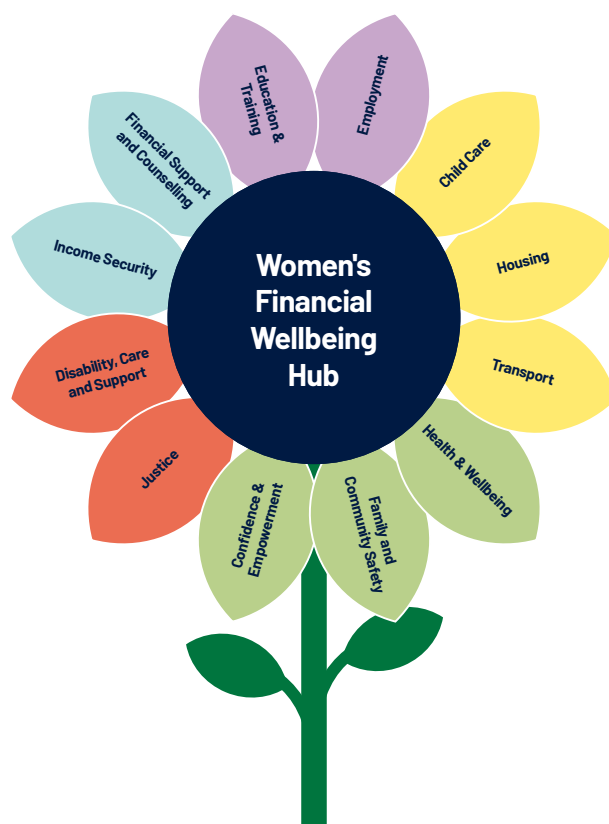 Women's
Financial
Wellbeing
Hub
Employment
Child Care
Housing
Transport
Health & Wellbeing
Family and
Community Safety
Confidence &
Empowerment
Justice
Disability, Care
and Support
Income Security
Financial Support
and Counselling
Education &
Training